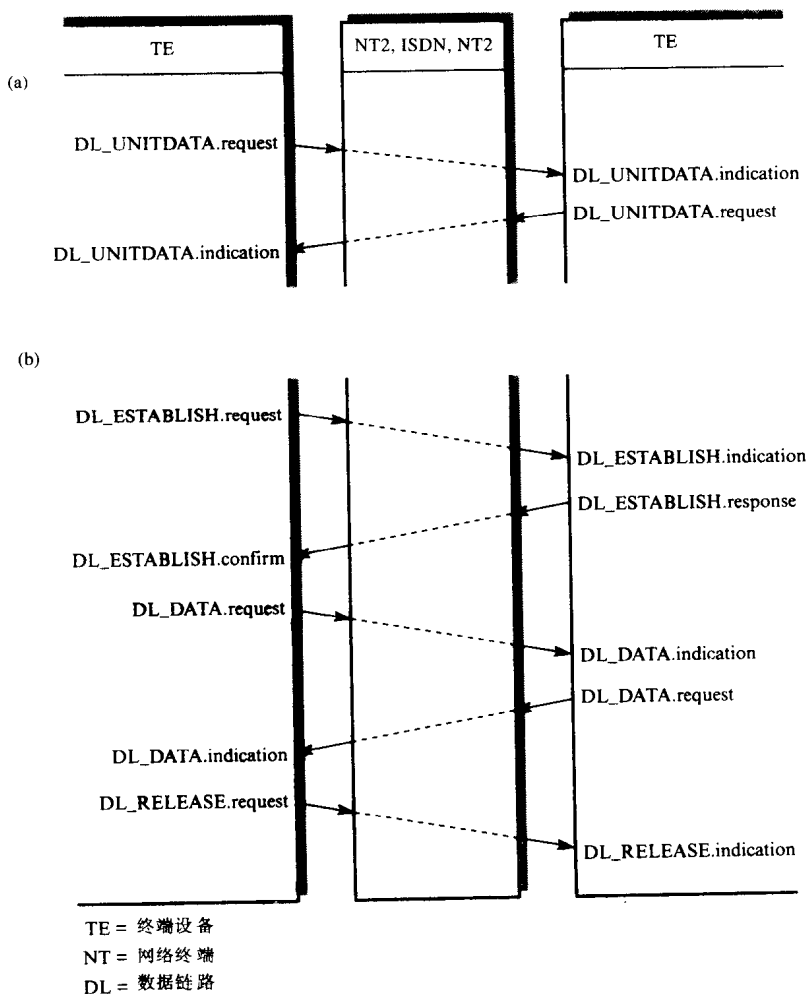 TE
NT2, ISDN, NT2
TE
(a)
DL_UNITDATA.request
DL_UNITDATA.indication
DL_UNITDATA.request
DL_UNITDATA.indication
(b)
DL_ESTABLISH.request
DL_ESTABLISH.indication
DL_ESTABLISH.response
DL_ESTABLISH.confirm
DL_DATA.request
DL_DATA.indication
DL_DATA.request
DL_DATA.indication
DL_RELEASE.request
DL_RELEASE.indication
TE = 终端设备
NT = 网络终端
DL = 数据链路